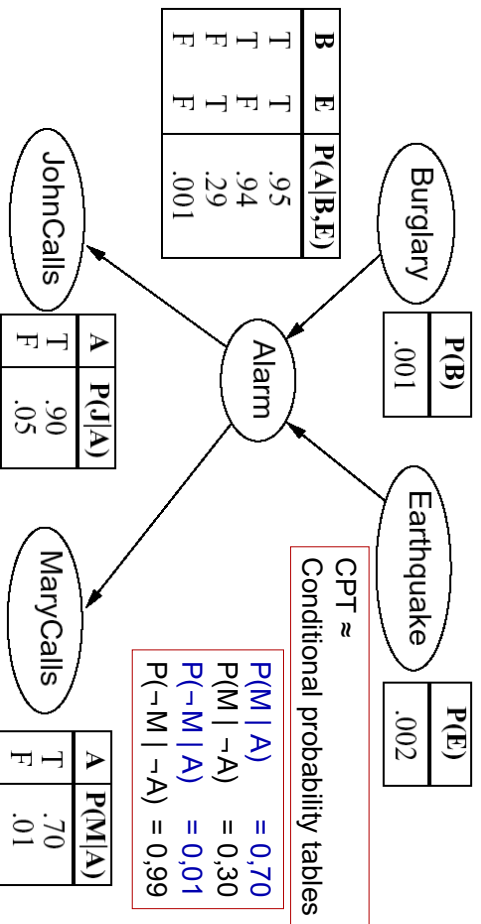 Burglary
P(B)
.001
Earthquake
P(E)
.002
B E P(A|B,E)
T T .95
T F .94
F T .29
F F .001
Alarm
CPT ≈
Conditional probability tables
P(M | A) = 0,70
P(M | ¬A) = 0,30
P(¬M | A) = 0,01
P(¬M | ¬A) = 0,99
JohnCalls
A P(J|A)
T .90
F .05
MaryCalls
A P(M|A)
T .70
F .01